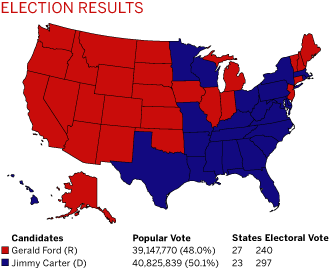 ELECTION RESULTS
Candidates Popular Vote States Electoral Vote
Gerald Ford (R) 39,147,770 (48.0%) 27 240
Jimmy Carter (D) 40,825,839 (50.1%) 23 297